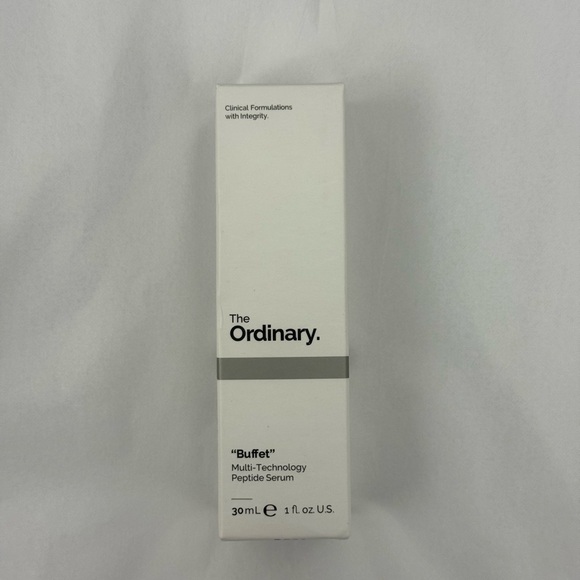 Clinical Formulations
with Integrity.
The
Ordinary.
“Buffet”
Multi-Technology
Peptide Serum
30 mL ℮ 1 fl. oz. U.S.